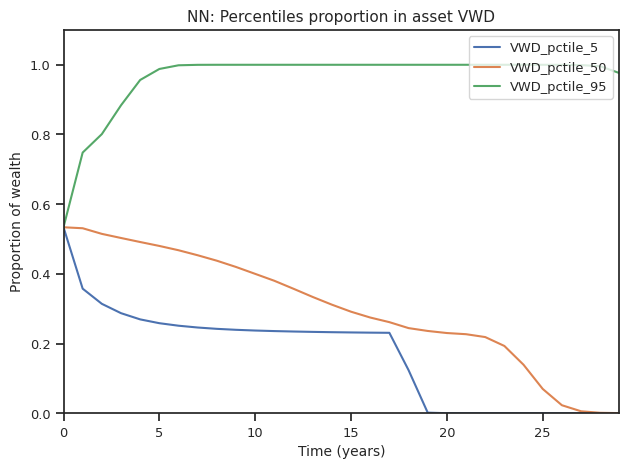 NN: Percentiles proportion in asset VWD
VWD_pctile_5
VWD_pctile_50
VWD_pctile_95
Proportion of wealth
1.0
0.8
0.6
0.4
0.2
0.0
0 5 10 15 20 25
Time (years)